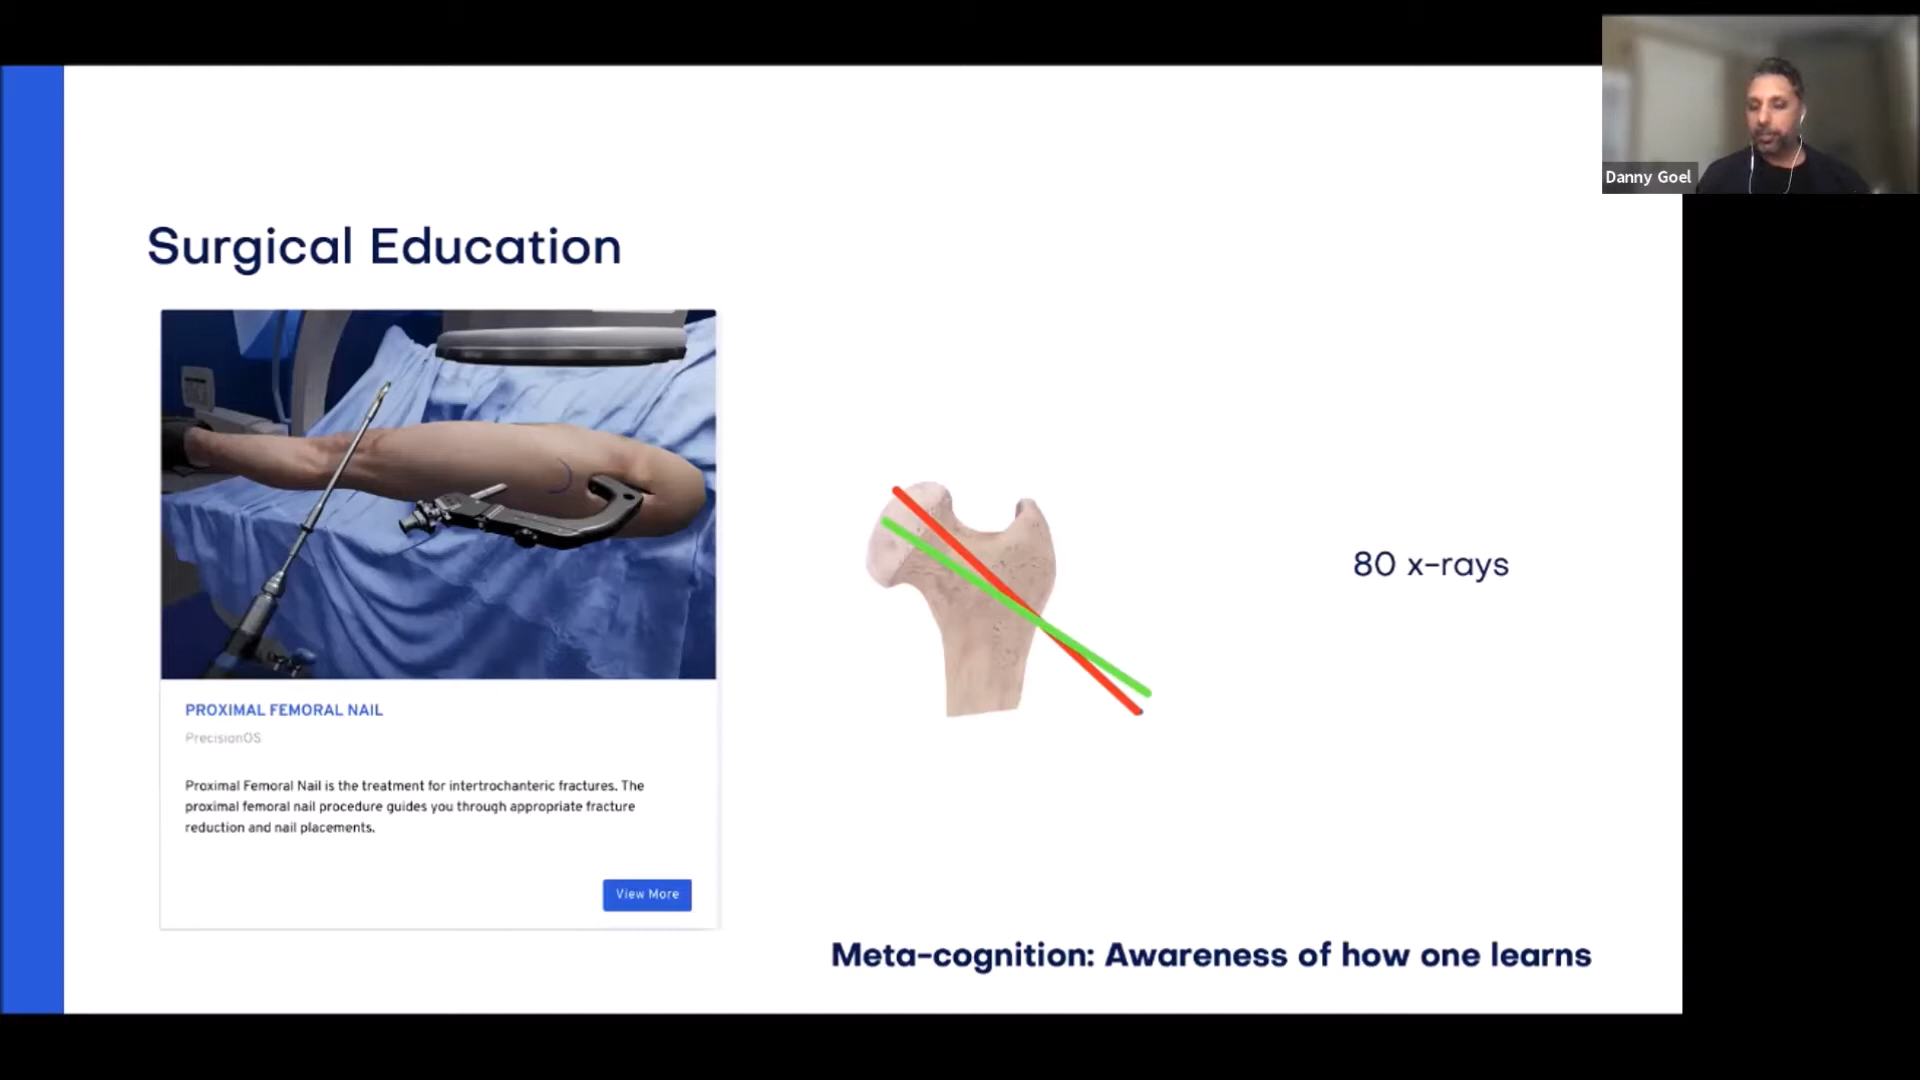 Danny Goel
Surgical Education
PROXIMAL FEMORAL NAIL
PrecisionOS
Proximal Femoral Nail is the treatment for intertrochanteric fractures. The
proximal femoral nail procedure guides you through appropriate fracture
reduction and nail placements.
View More
80 x-rays
Meta-cognition: Awareness of how one learns